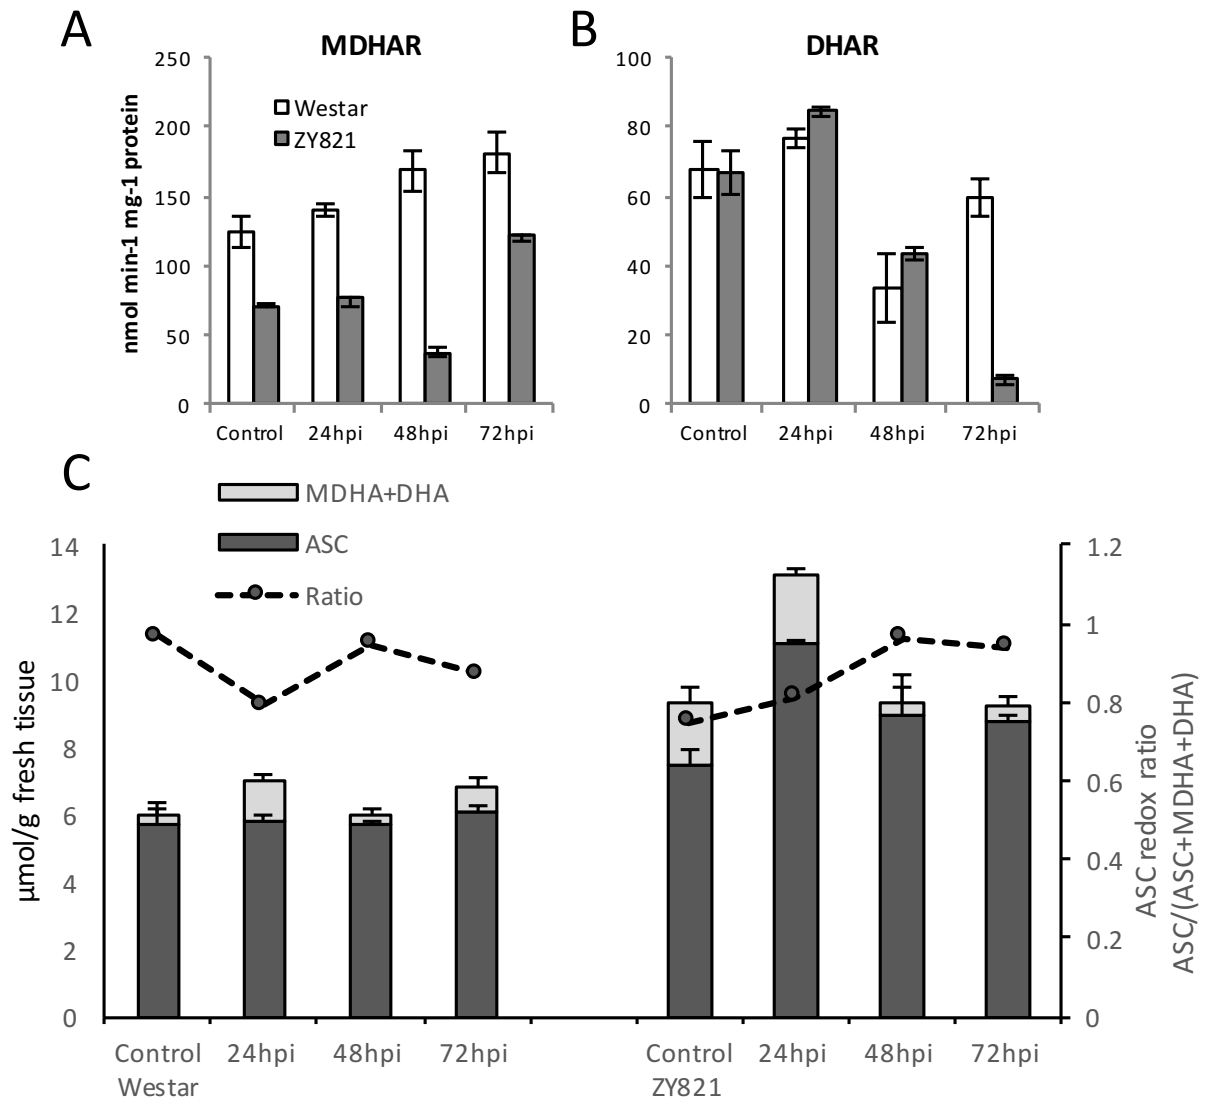 A
MDHAR
250
200
150
100
50
0
nmol min-1 mg-1 protein
Westar
ZY821
Control 24hpi 48hpi 72hpi
B
DHAR
100
80
60
40
20
0
Control 24hpi 48hpi 72hpi
C
MDHA+DHA
ASC
Ratio
14
12
10
8
6
4
2
0
µmol/g fresh tissue
1.2
1
0.8
0.6
0.4
0.2
0
ASC redox ratio
ASC/(ASC+MDHA+DHA)
Control 24hpi 48hpi 72hpi Control 24hpi 48hpi 72hpi
Westar ZY821